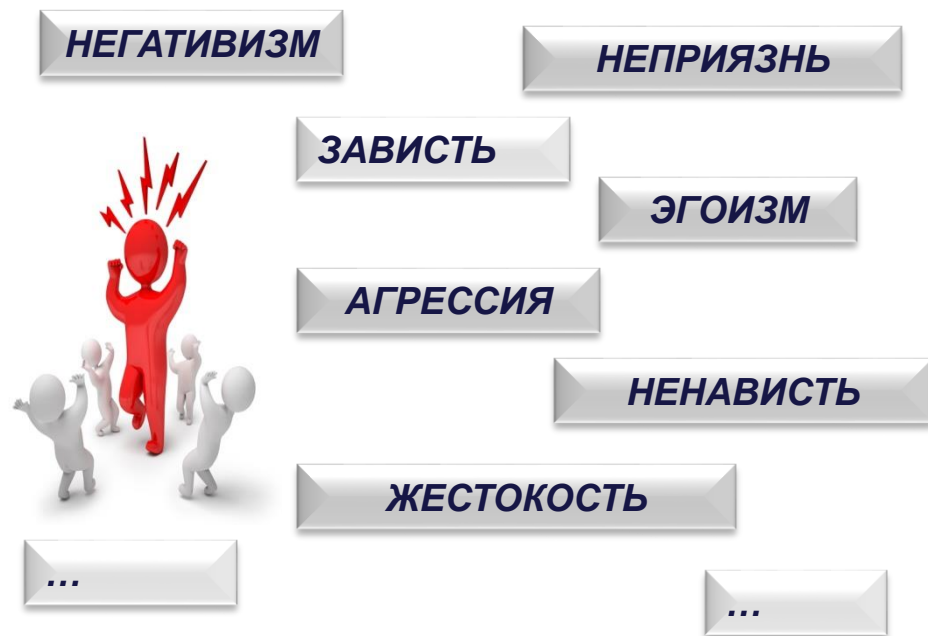 НЕГАТИВИЗМ
НЕПРИЯЗНЬ
ЗАВИСТЬ
ЭГОИЗМ
АГРЕССИЯ
НЕНАВИСТЬ
ЖЕСТОКОСТЬ
...
...